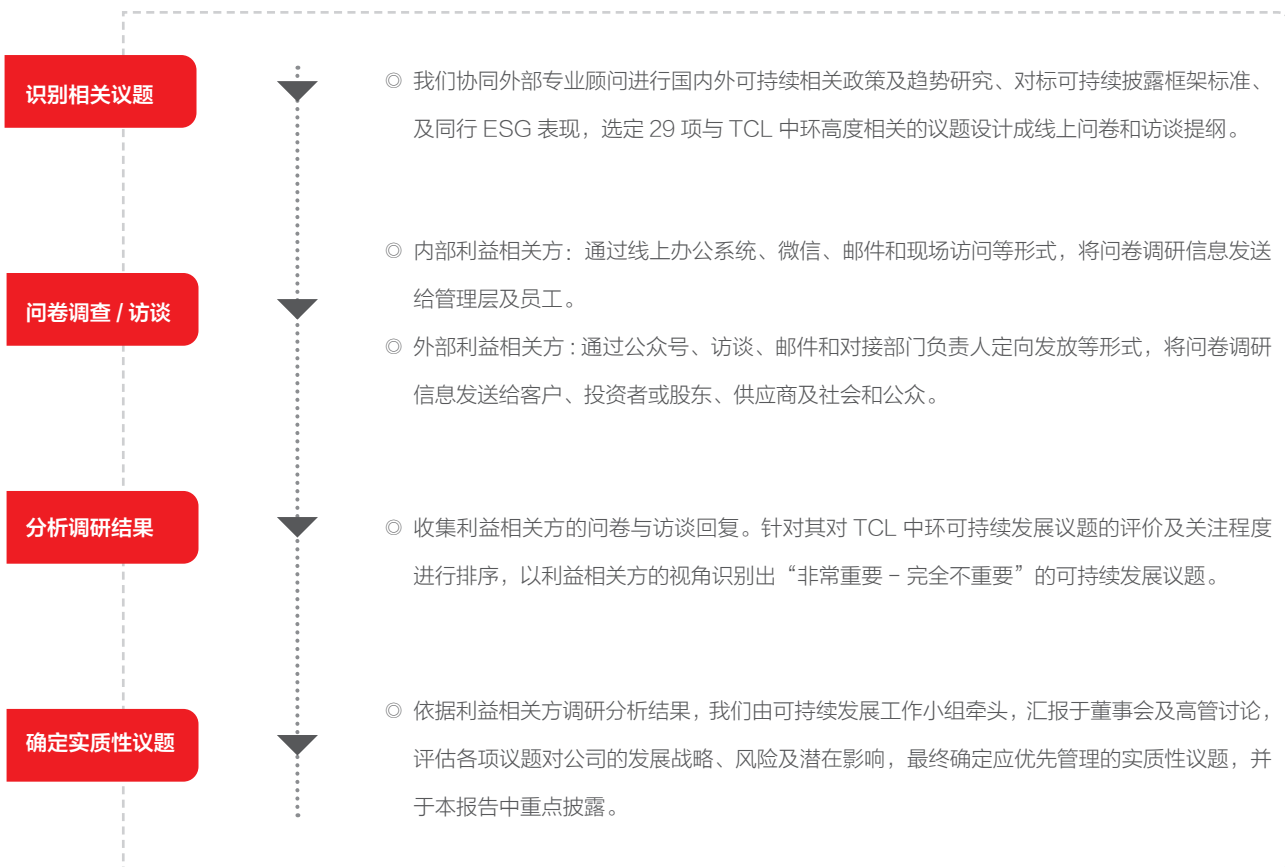 识别相关议题
◎ 我们协同外部专业顾问进行国内外可持续相关政策及趋势研究、对标可持续披露框架标准、
及同行 ESG 表现，选定 29 项与 TCL 中环高度相关的议题设计成线上问卷和访谈提纲。
问卷调查 / 访谈
◎ 内部利益相关方：通过线上办公系统、微信、邮件和现场访问等形式，将问卷调研信息发送
给管理层及员工。
◎ 外部利益相关方：通过公众号、访谈、邮件和对接部门负责人定向发放等形式，将问卷调研
信息发送给客户、投资者或股东、供应商及社会和公众。
分析调研结果
◎ 收集利益相关方的问卷与访谈回复。针对其对 TCL 中环可持续发展议题的评价及关注程度
进行排序，以利益相关方的视角识别出“非常重要 – 完全不重要”的可持续发展议题。
确定实质性议题
◎ 依据利益相关方调研分析结果，我们由可持续发展工作小组牵头，汇报于董事会及高管讨论，
评估各项议题对公司的发展战略、风险及潜在影响，最终确定应优先管理的实质性议题，并
于本报告中重点披露。